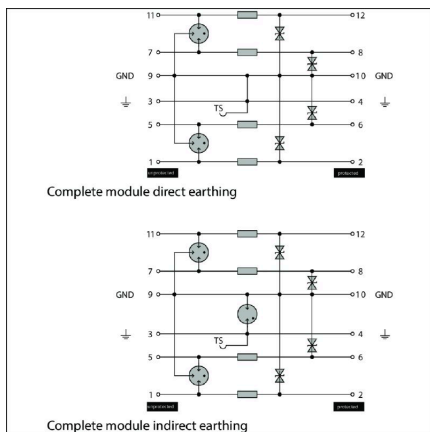 11 12
7 8
GND 9 10 GND
3 4
TS
5 6
1 2
unprotected protected
Complete module direct earthing
11 12
7 8
GND 9 10 GND
3 4
TS
5 6
1 2
unprotected protected
Complete module indirect earthing